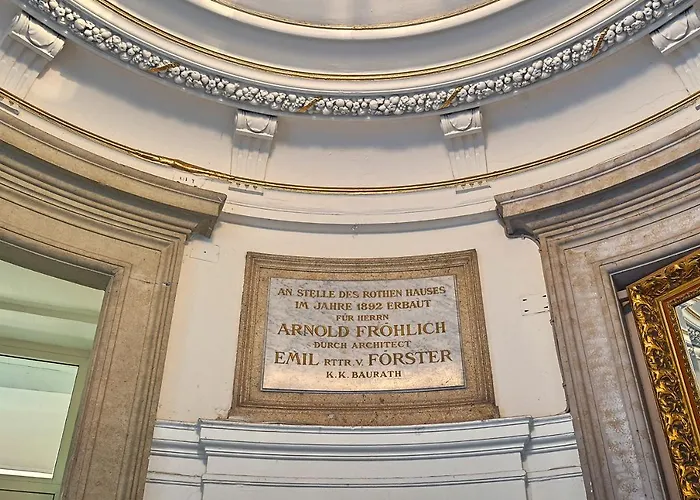 AN STELLE DES ROTHEN HAUSES
IM JAHRE 1892 ERBAUT
FÜR HERRN
ARNOLD FRÖHLICH
DURCH ARCHITECT
EMIL RTTR. V. FÖRSTER
K.K. BAURATH